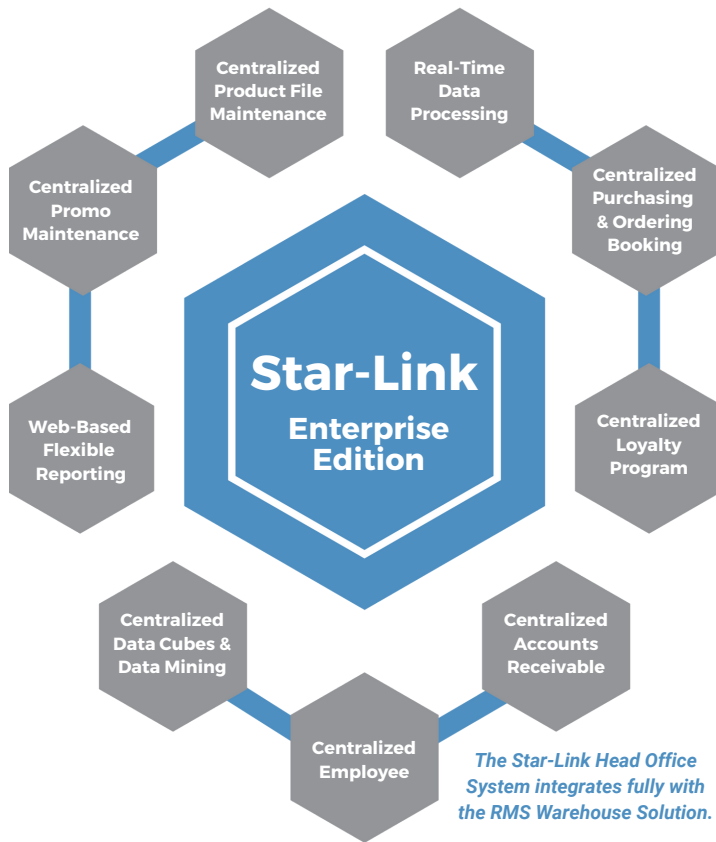 Centralized
Product File
Maintenance
Real-Time
Data
Processing
Centralized
Promo
Maintenance
Centralized
Purchasing
& Ordering
Booking
Star-Link
Enterprise
Edition
Web-Based
Flexible
Reporting
Centralized
Loyalty
Program
Centralized
Data Cubes &
Data Mining
Centralized
Accounts
Receivable
Centralized
Employee
The Star-Link Head Office
System integrates fully with
the RMS Warehouse Solution.